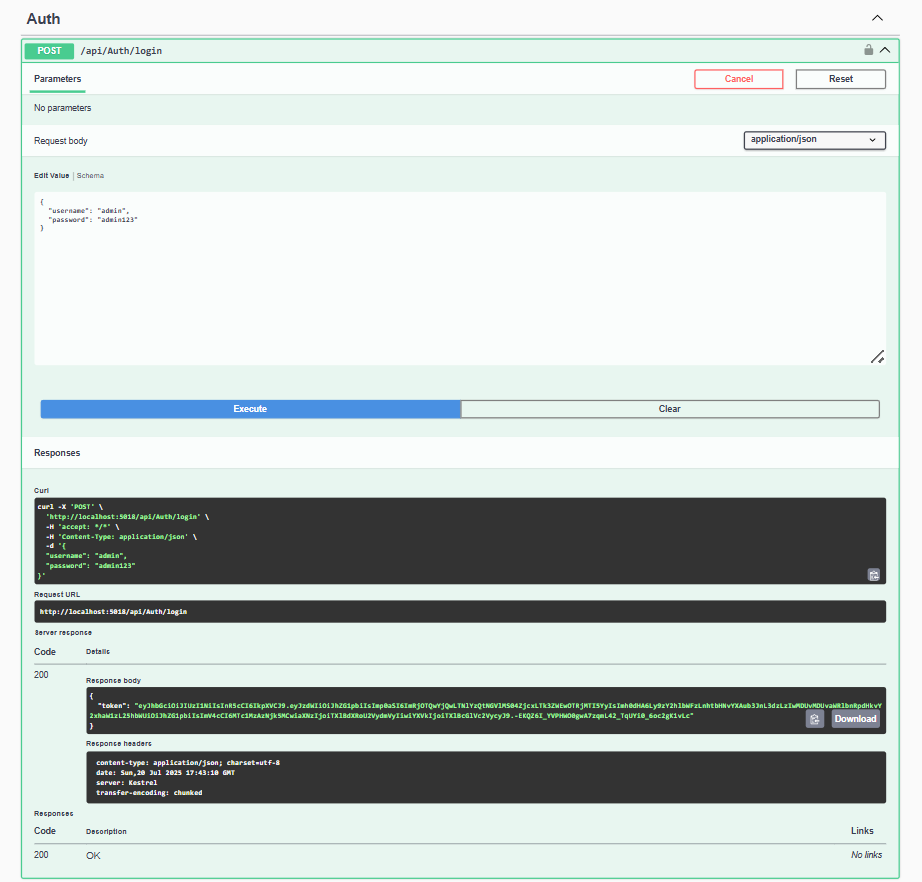 Auth
POST /api/Auth/login
Parameters
Cancel
Reset
No parameters
Request body
application/json
Edit Value | Schema
{
"username": "admin",
"password": "admin123"
}
Execute
Clear
Responses
Curl
curl -X 'POST' \
'http://localhost:5018/api/Auth/login' \
-H 'accept: */*' \
-H 'Content-Type: application/json' \
-d '{
"username": "admin",
"password": "admin123"
}'
Request URL
http://localhost:5018/api/Auth/login
Server response
Code Details
200
Response body
{
"token":
}
Download
Response headers
content-type: application/json; charset=utf-8
date: Sun,20 Jul 2025 17:43:10 GMT
server: Kestrel
transfer-encoding: chunked
Responses
Code Description Links
200 OK No links